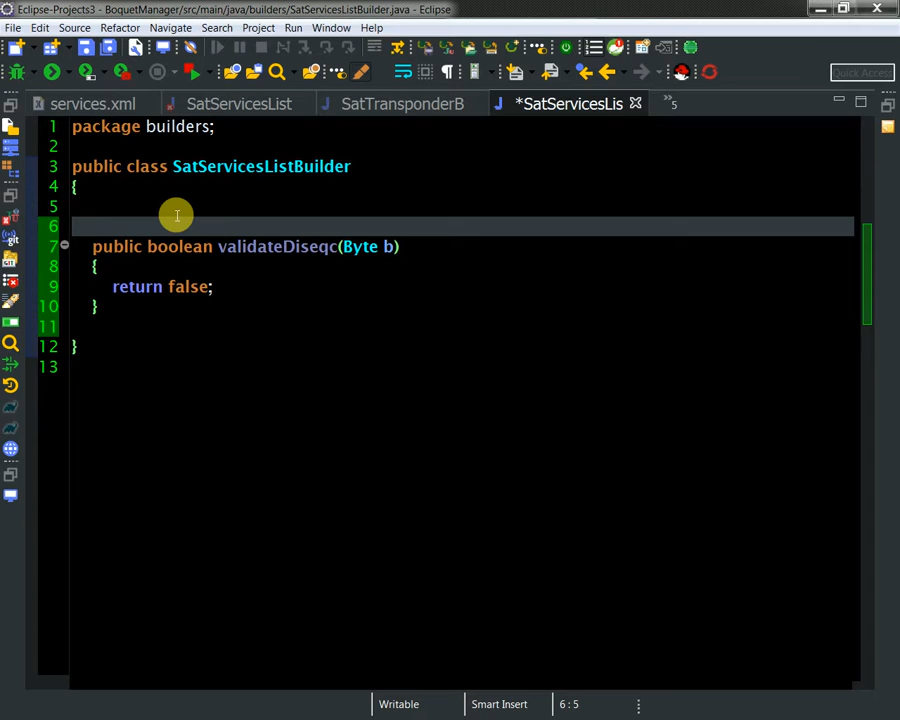 Eclipse-Projects3 - BoquetManager/src/main/java/builders/SatServicesListBuilder.java - Eclipse
File Edit Source Refactor Navigate Search Project Run Window Help
Quick Access
services.xml SatServicesList SatTransponderB *SatServicesLis »5
1 package builders;
2
3 public class SatServicesListBuilder
4 {
5
6
7 public boolean validateDiseqc(Byte b)
8 {
9 return false;
10 }
11
12 }
13
Writable Smart Insert 6 : 5